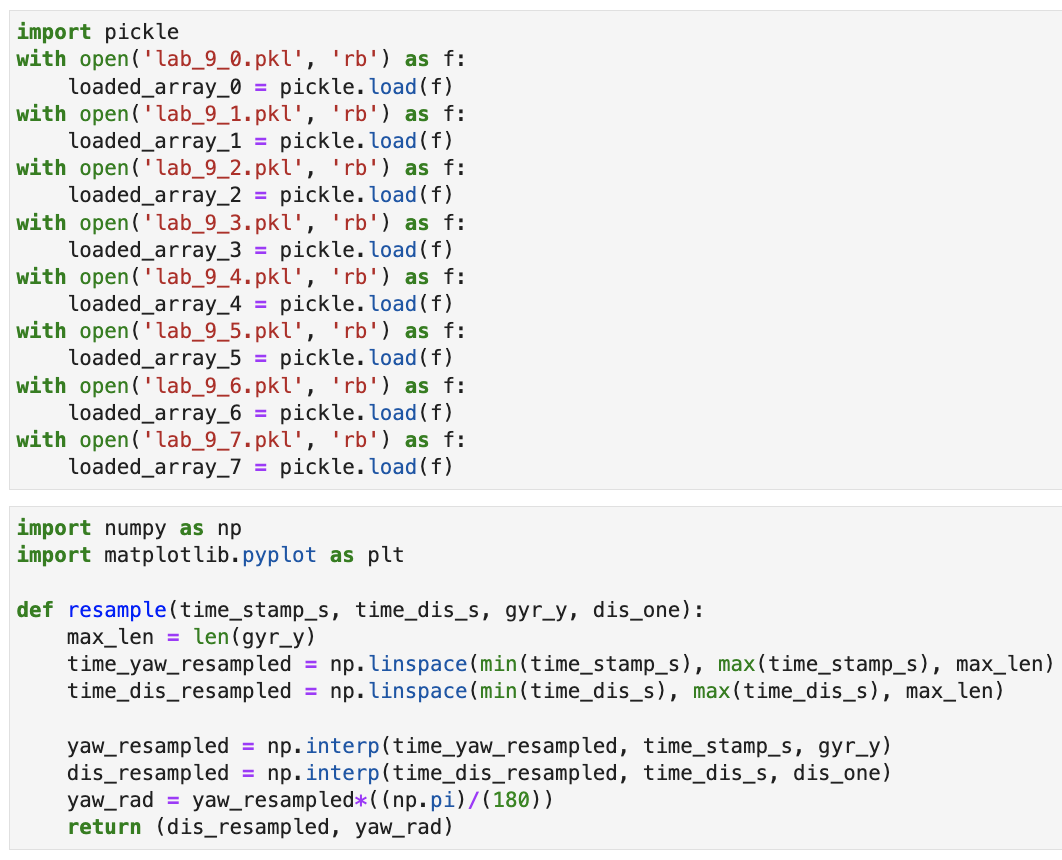 import pickle
with open('lab_9_0.pkl', 'rb') as f:
    loaded_array_0 = pickle.load(f)
with open('lab_9_1.pkl', 'rb') as f:
    loaded_array_1 = pickle.load(f)
with open('lab_9_2.pkl', 'rb') as f:
    loaded_array_2 = pickle.load(f)
with open('lab_9_3.pkl', 'rb') as f:
    loaded_array_3 = pickle.load(f)
with open('lab_9_4.pkl', 'rb') as f:
    loaded_array_4 = pickle.load(f)
with open('lab_9_5.pkl', 'rb') as f:
    loaded_array_5 = pickle.load(f)
with open('lab_9_6.pkl', 'rb') as f:
    loaded_array_6 = pickle.load(f)
with open('lab_9_7.pkl', 'rb') as f:
    loaded_array_7 = pickle.load(f)
import numpy as np
import matplotlib.pyplot as plt
def resample(time_stamp_s, time_dis_s, gyr_y, dis_one):
    max_len = len(gyr_y)
    time_yaw_resampled = np.linspace(min(time_stamp_s), max(time_stamp_s), max_len)
    time_dis_resampled = np.linspace(min(time_dis_s), max(time_dis_s), max_len)
    yaw_resampled = np.interp(time_yaw_resampled, time_stamp_s, gyr_y)
    dis_resampled = np.interp(time_dis_resampled, time_dis_s, dis_one)
    yaw_rad = yaw_resampled*((np.pi)/(180))
    return (dis_resampled, yaw_rad)